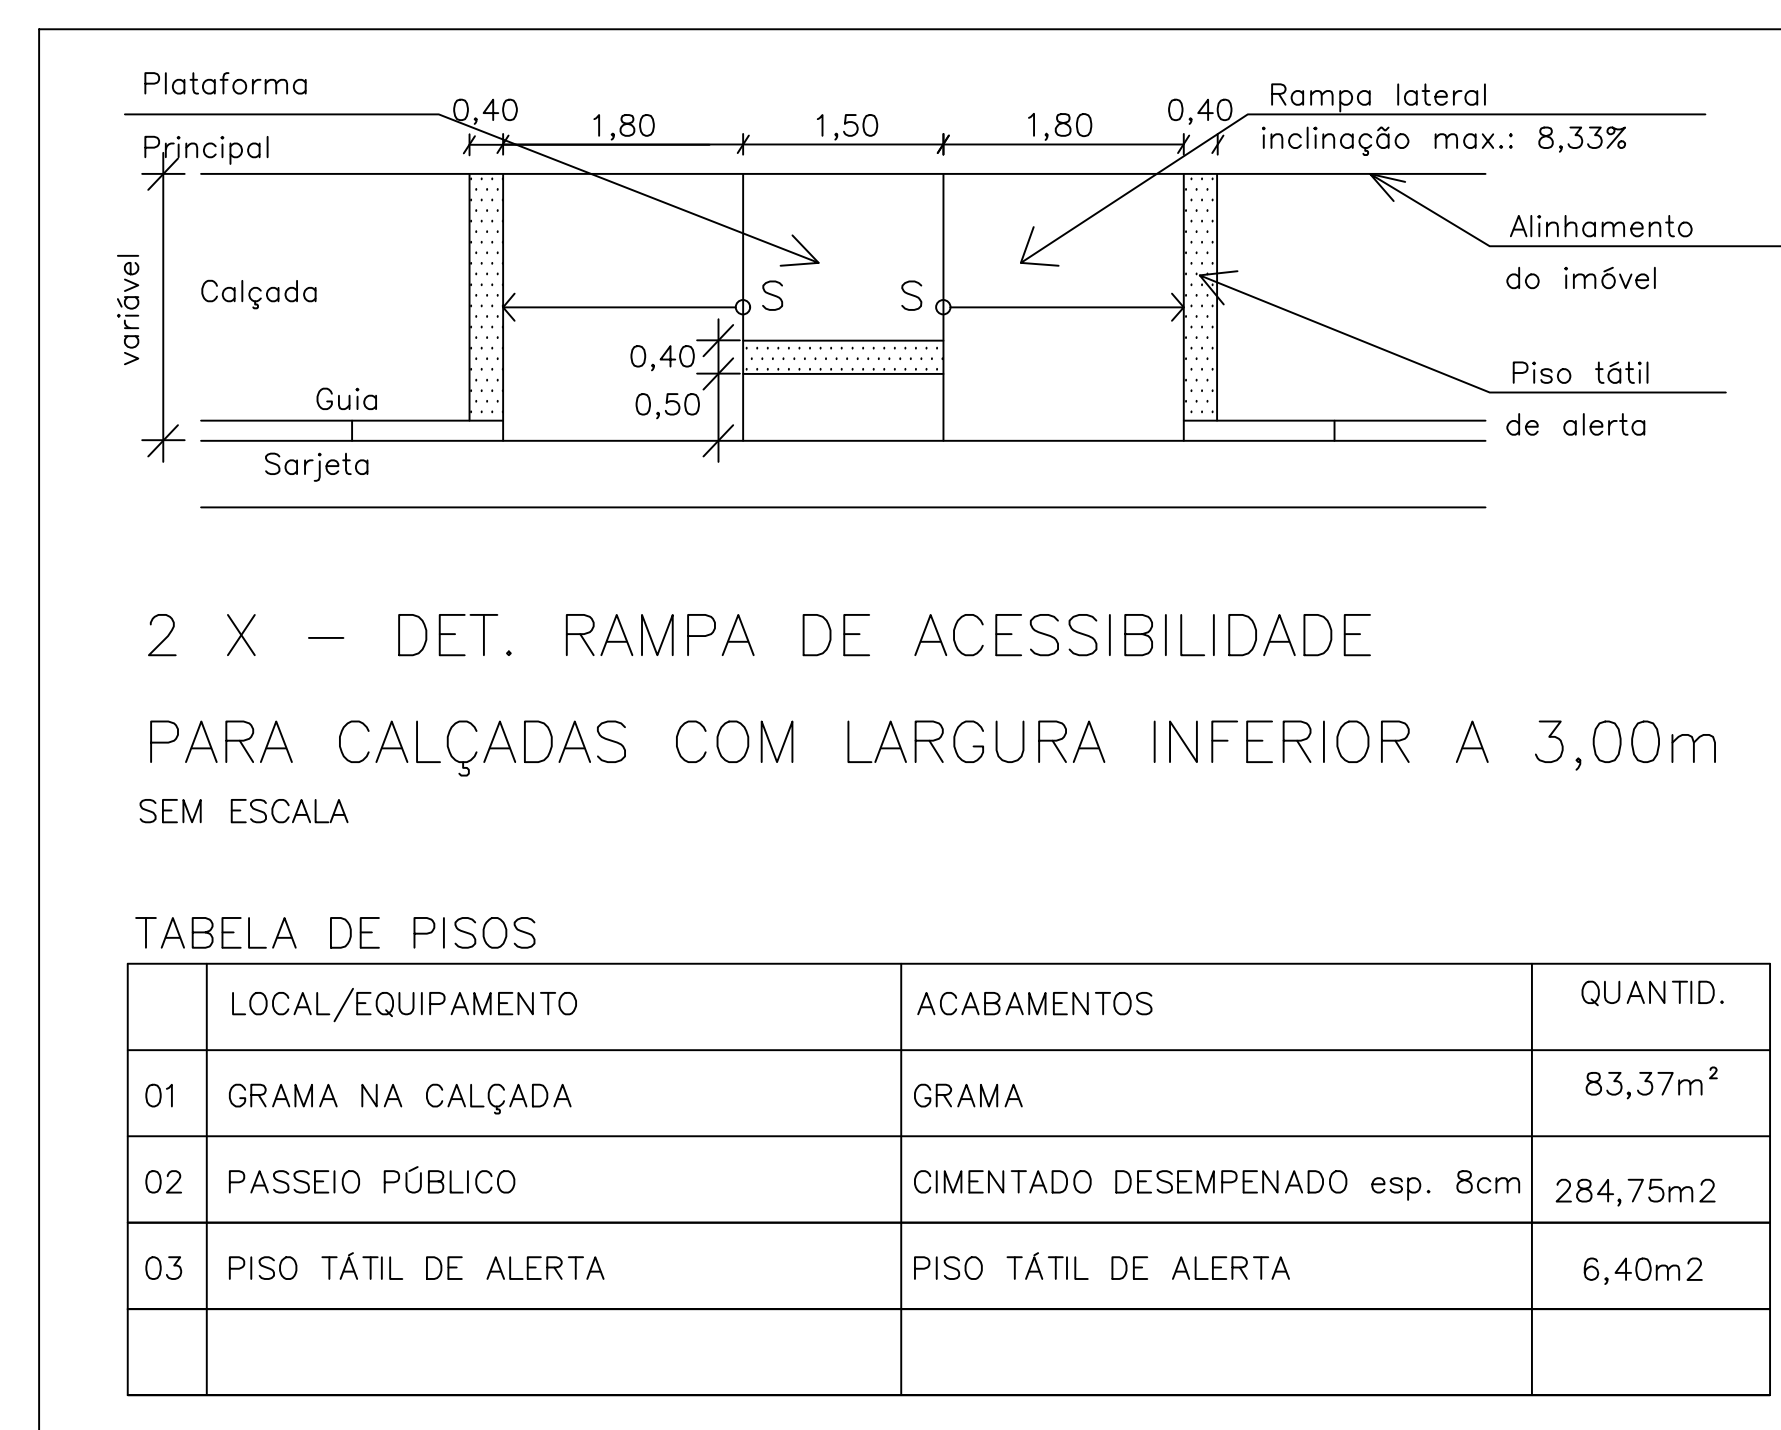 Plataforma
Principal
0,40
1,80
1,50
1,80
0,40
Rampa lateral
inclinação max.: 8,33%
Alinhamento
do imóvel
variável
Calçada
S
S
0,40
0,50
Guia
Sarjeta
Piso tátil
de alerta
2 X - DET. RAMPA DE ACESSIBILIDADE
PARA CALÇADAS COM LARGURA INFERIOR A 3,00m
SEM ESCALA
TABELA DE PISOS
LOCAL/EQUIPAMENTO ACABAMENTOS QUANTID.
01 GRAMA NA CALÇADA GRAMA 83,37m²
02 PASSEIO PÚBLICO CIMENTADO DESEMPENADO esp. 8cm 284,75m2
03 PISO TÁTIL DE ALERTA PISO TÁTIL DE ALERTA 6,40m2